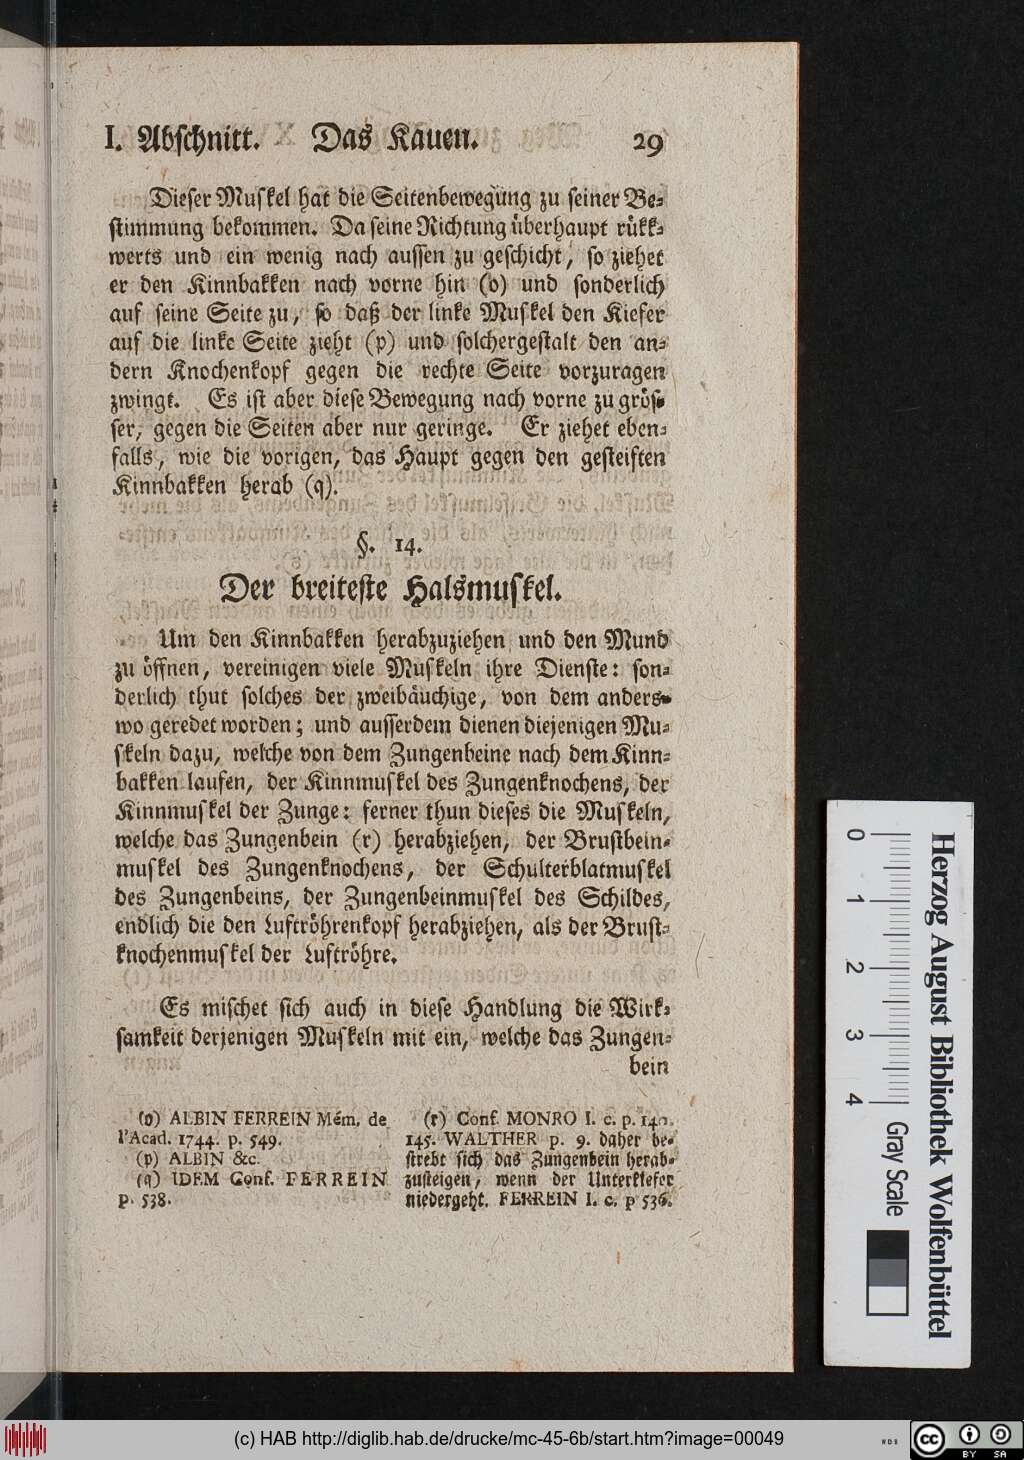 I. Abschnitt. Das Kauen. 29
Dieser Muskel hat die Seitenbewegung zu seiner Be-
stimmung bekommen. Da seine Richtung überhaupt rükk-
werts und ein wenig nach aussen zu geschicht, so ziehet
er den Kinnbakken nach vorne hin (o) und sonderlich
auf seine Seite zu, so daß der linke Muskel den Kiefer
auf die linke Seite zieht (p) und solchergestalt den an-
dern Knochenkopf gegen die rechte Seite vorzuragen
zwingt. Es ist aber diese Bewegung nach vorne zu grös-
ser, gegen die Seiten aber nur geringe. Er ziehet eben-
falls, wie die vorigen, das Haupt gegen den gesteiften
Kinnbakken herab (q).
§. 14.
Der breiteste Halsmuskel.
Um den Kinnbakken herabzuziehen und den Mund
zu öffnen, vereinigen viele Muskeln ihre Dienste: son-
derlich thut solches der zweibäuchige, von dem anders-
wo geredet worden; und ausserdem dienen diejenigen Mu-
skeln dazu, welche von dem Zungenbeine nach dem Kinn-
bakken laufen, der Kinnmuskel des Zungenknochens, der
Kinnmuskel der Zunge: ferner thun dieses die Muskeln,
welche das Zungenbein (r) herabziehen, der Brustbein-
muskel des Zungenknochens, der Schulterblatmuskel
des Zungenbeins, der Zungenbeinmuskel des Schildes,
endlich die den Luftröhrenkopf herabziehen, als der Brust-
knochenmuskel der Luftröhre.
Es mischet sich auch in diese Handlung die Wirk-
samkeit derjenigen Muskeln mit ein, welche das Zungen-
bein
(o) ALBIN FERREIN Mém. de
l'Acad. 1744. p. 549.
(p) ALBIN &c.
(q) IDEM Conf. FERREIN
p. 538.
(r) Conf. MONRO I. c. p. 140.
145. WALTHER p. 9. daher be-
strebt sich das Zungenbein herab-
zusteigen, wenn der Unterkiefer
niedergeht. FERREIN I. c. p 536.
0 1 2 3 4 Gray Scale
Herzog August Bibliothek Wolfenbüttel
(c) HAB http://diglib.hab.de/drucke/mc-45-6b/start.htm?image=00049
cc BY SA